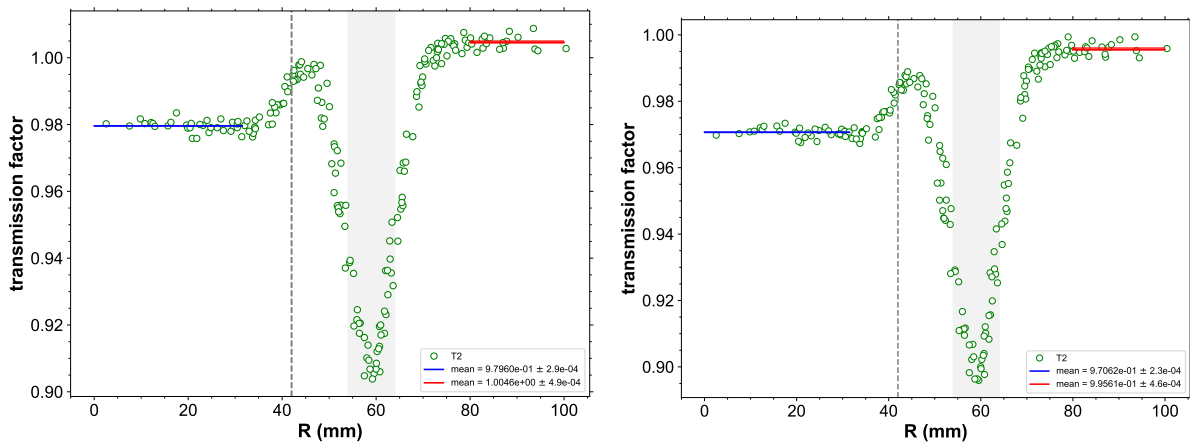 transmission factor
1.00
0.98
0.96
0.94
0.92
0.90
0
20
40
60
80
100
R (mm)
T2
mean = 9.7960e-01 ± 2.9e-04
mean = 1.0046e+00 ± 4.9e-04
transmission factor
1.00
0.98
0.96
0.94
0.92
0.90
0
20
40
60
80
100
R (mm)
T2
mean = 9.7062e-01 ± 2.3e-04
mean = 9.9561e-01 ± 4.6e-04